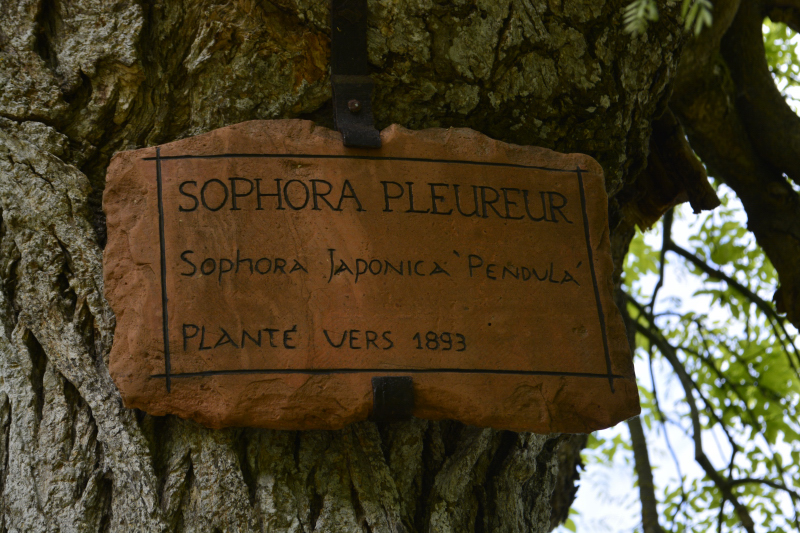 SOPHORA PLEUREUR
Sophora Japonica 'Pendula'
Planté vers 1893